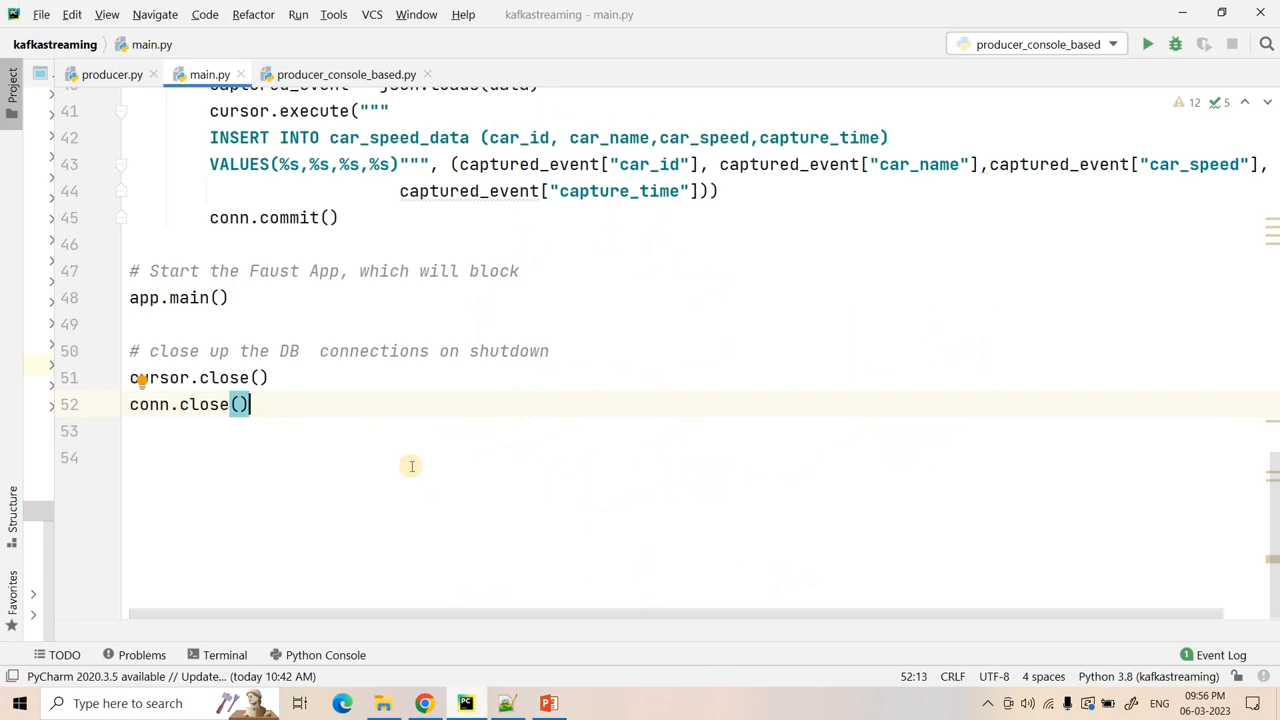 File Edit View Navigate Code Refactor Run Tools VCS Window Help kafkastreaming - main.py
kafkastreaming main.py producer_console_based
Project
producer.py main.py producer_console_based.py
40 captured_event = json.loads(data)
41 cursor.execute("""
12 5
42 INSERT INTO car_speed_data (car_id, car_name,car_speed,capture_time)
43 VALUES(%s,%s,%s,%s)""", (captured_event["car_id"], captured_event["car_name"],captured_event["car_speed"],
44 captured_event["capture_time"]))
45 conn.commit()
46
47 # Start the Faust App, which will block
48 app.main()
49
50 # close up the DB  connections on shutdown
51 cursor.close()
52 conn.close()
53
54
Structure
Favorites
TODO Problems Terminal Python Console Event Log
1
PyCharm 2020.3.5 available // Update... (today 10:42 AM) 52:13 CRLF UTF-8 4 spaces Python 3.8 (kafkastreaming)
Type here to search
ENG
09:56 PM
06-03-2023